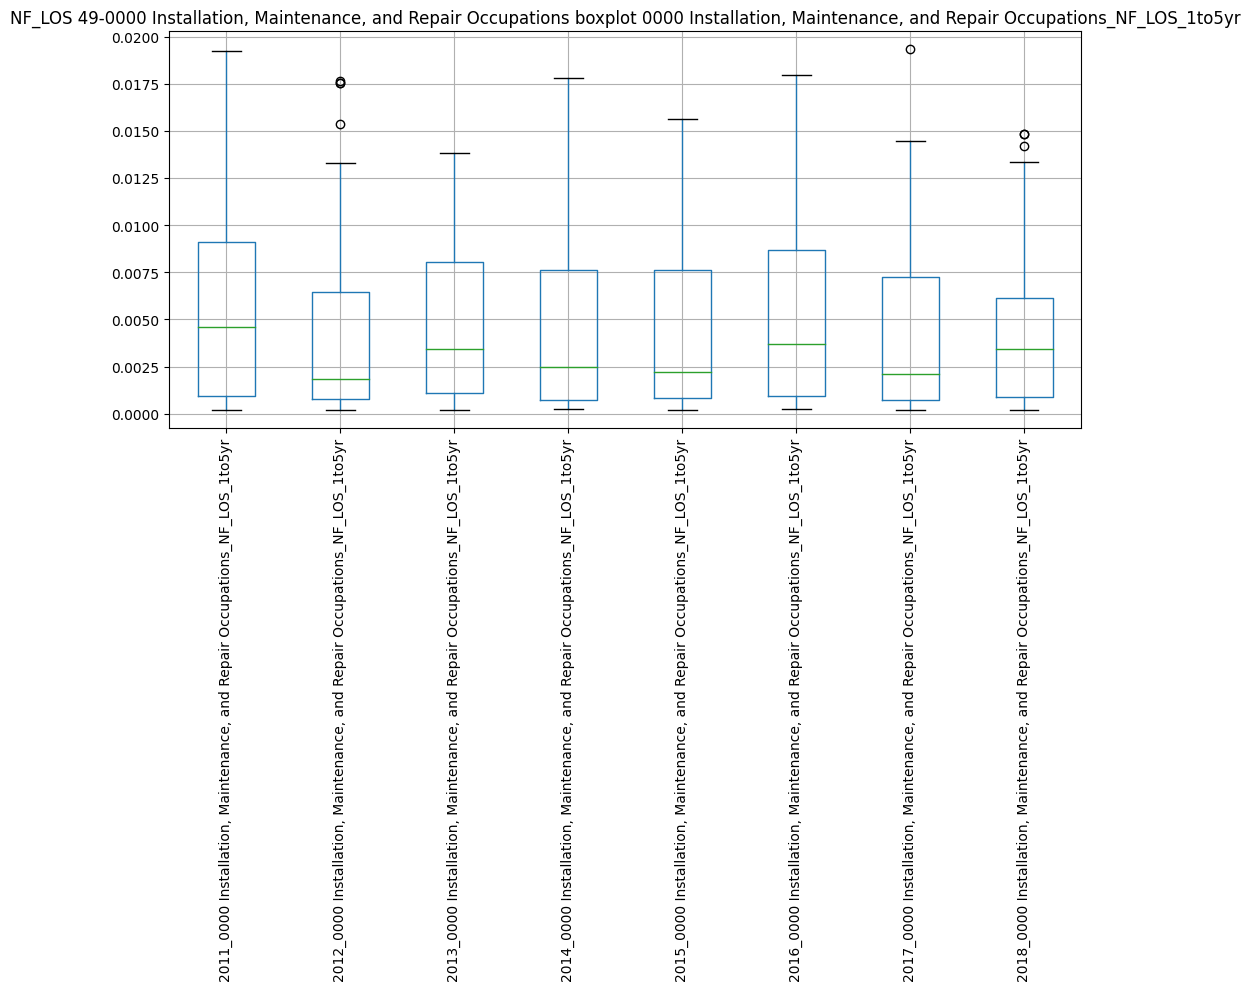 NF_LOS 49-0000 Installation, Maintenance, and Repair Occupations boxplot 0000 Installation, Maintenance, and Repair Occupations_NF_LOS_1to5yr
0.0200
0.0175
0.0150
0.0125
0.0100
0.0075
0.0050
0.0025
0.0000
2011_0000 Installation, Maintenance, and Repair Occupations_NF_LOS_1to5yr
2012_0000 Installation, Maintenance, and Repair Occupations_NF_LOS_1to5yr
2013_0000 Installation, Maintenance, and Repair Occupations_NF_LOS_1to5yr
2014_0000 Installation, Maintenance, and Repair Occupations_NF_LOS_1to5yr
2015_0000 Installation, Maintenance, and Repair Occupations_NF_LOS_1to5yr
2016_0000 Installation, Maintenance, and Repair Occupations_NF_LOS_1to5yr
2017_0000 Installation, Maintenance, and Repair Occupations_NF_LOS_1to5yr
2018_0000 Installation, Maintenance, and Repair Occupations_NF_LOS_1to5yr